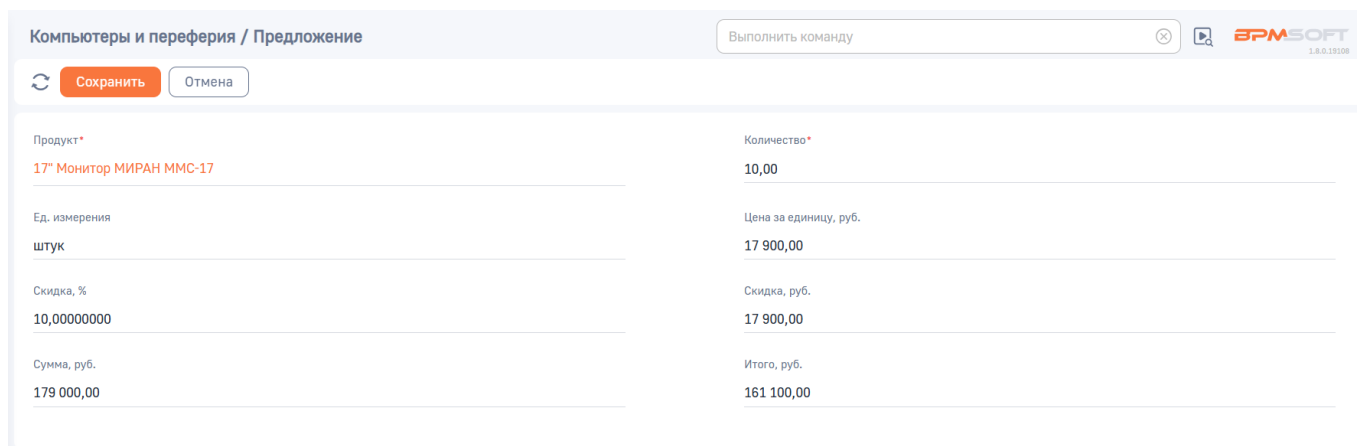 Компьютеры и переферия / Предложение
Выполнить команду
BPMSOFT
1.8.0.19108
Сохранить
Отмена
Продукт*
Количество*
17" Монитор МИРАН ММС-17
10,00
Ед. измерения
Цена за единицу, руб.
штук
17 900,00
Скидка, %
Скидка, руб.
10,00000000
17 900,00
Сумма, руб.
Итого, руб.
179 000,00
161 100,00